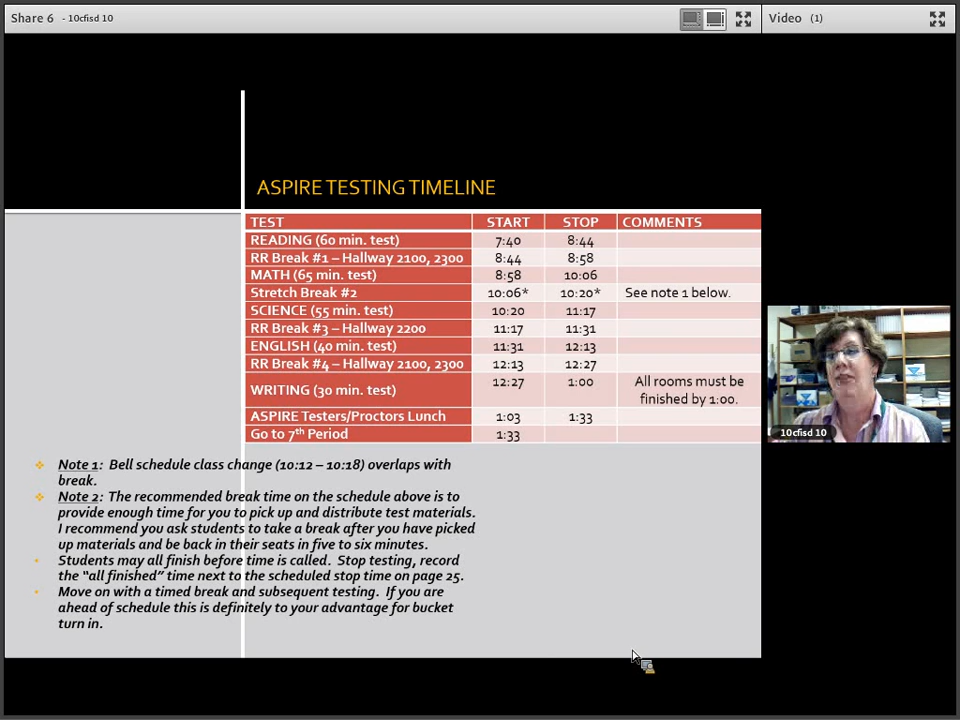 Share 6 - 10cfisd 10
Video (1)
ASPIRE TESTING TIMELINE
TEST START STOP COMMENTS
READING (60 min. test) 7:40 8:44
RR Break #1 – Hallway 2100, 2300 8:44 8:58
MATH (65 min. test) 8:58 10:06
Stretch Break #2 10:06* 10:20* See note 1 below.
SCIENCE (55 min. test) 10:20 11:17
RR Break #3 – Hallway 2200 11:17 11:31
ENGLISH (40 min. test) 11:31 12:13
RR Break #4 – Hallway 2100, 2300 12:13 12:27
WRITING (30 min. test) 12:27 1:00 All rooms must be
finished by 1:00.
ASPIRE Testers/Proctors Lunch 1:03 1:33
Go to 7th Period 1:33
Note 1: Bell schedule class change (10:12 – 10:18) overlaps with
break.
Note 2: The recommended break time on the schedule above is to
provide enough time for you to pick up and distribute test materials.
I recommend you ask students to take a break after you have picked
up materials and be back in their seats in five to six minutes.
Students may all finish before time is called. Stop testing, record
the “all finished” time next to the scheduled stop time on page 25.
Move on with a timed break and subsequent testing. If you are
ahead of schedule this is definitely to your advantage for bucket
turn in.
10cfisd 10